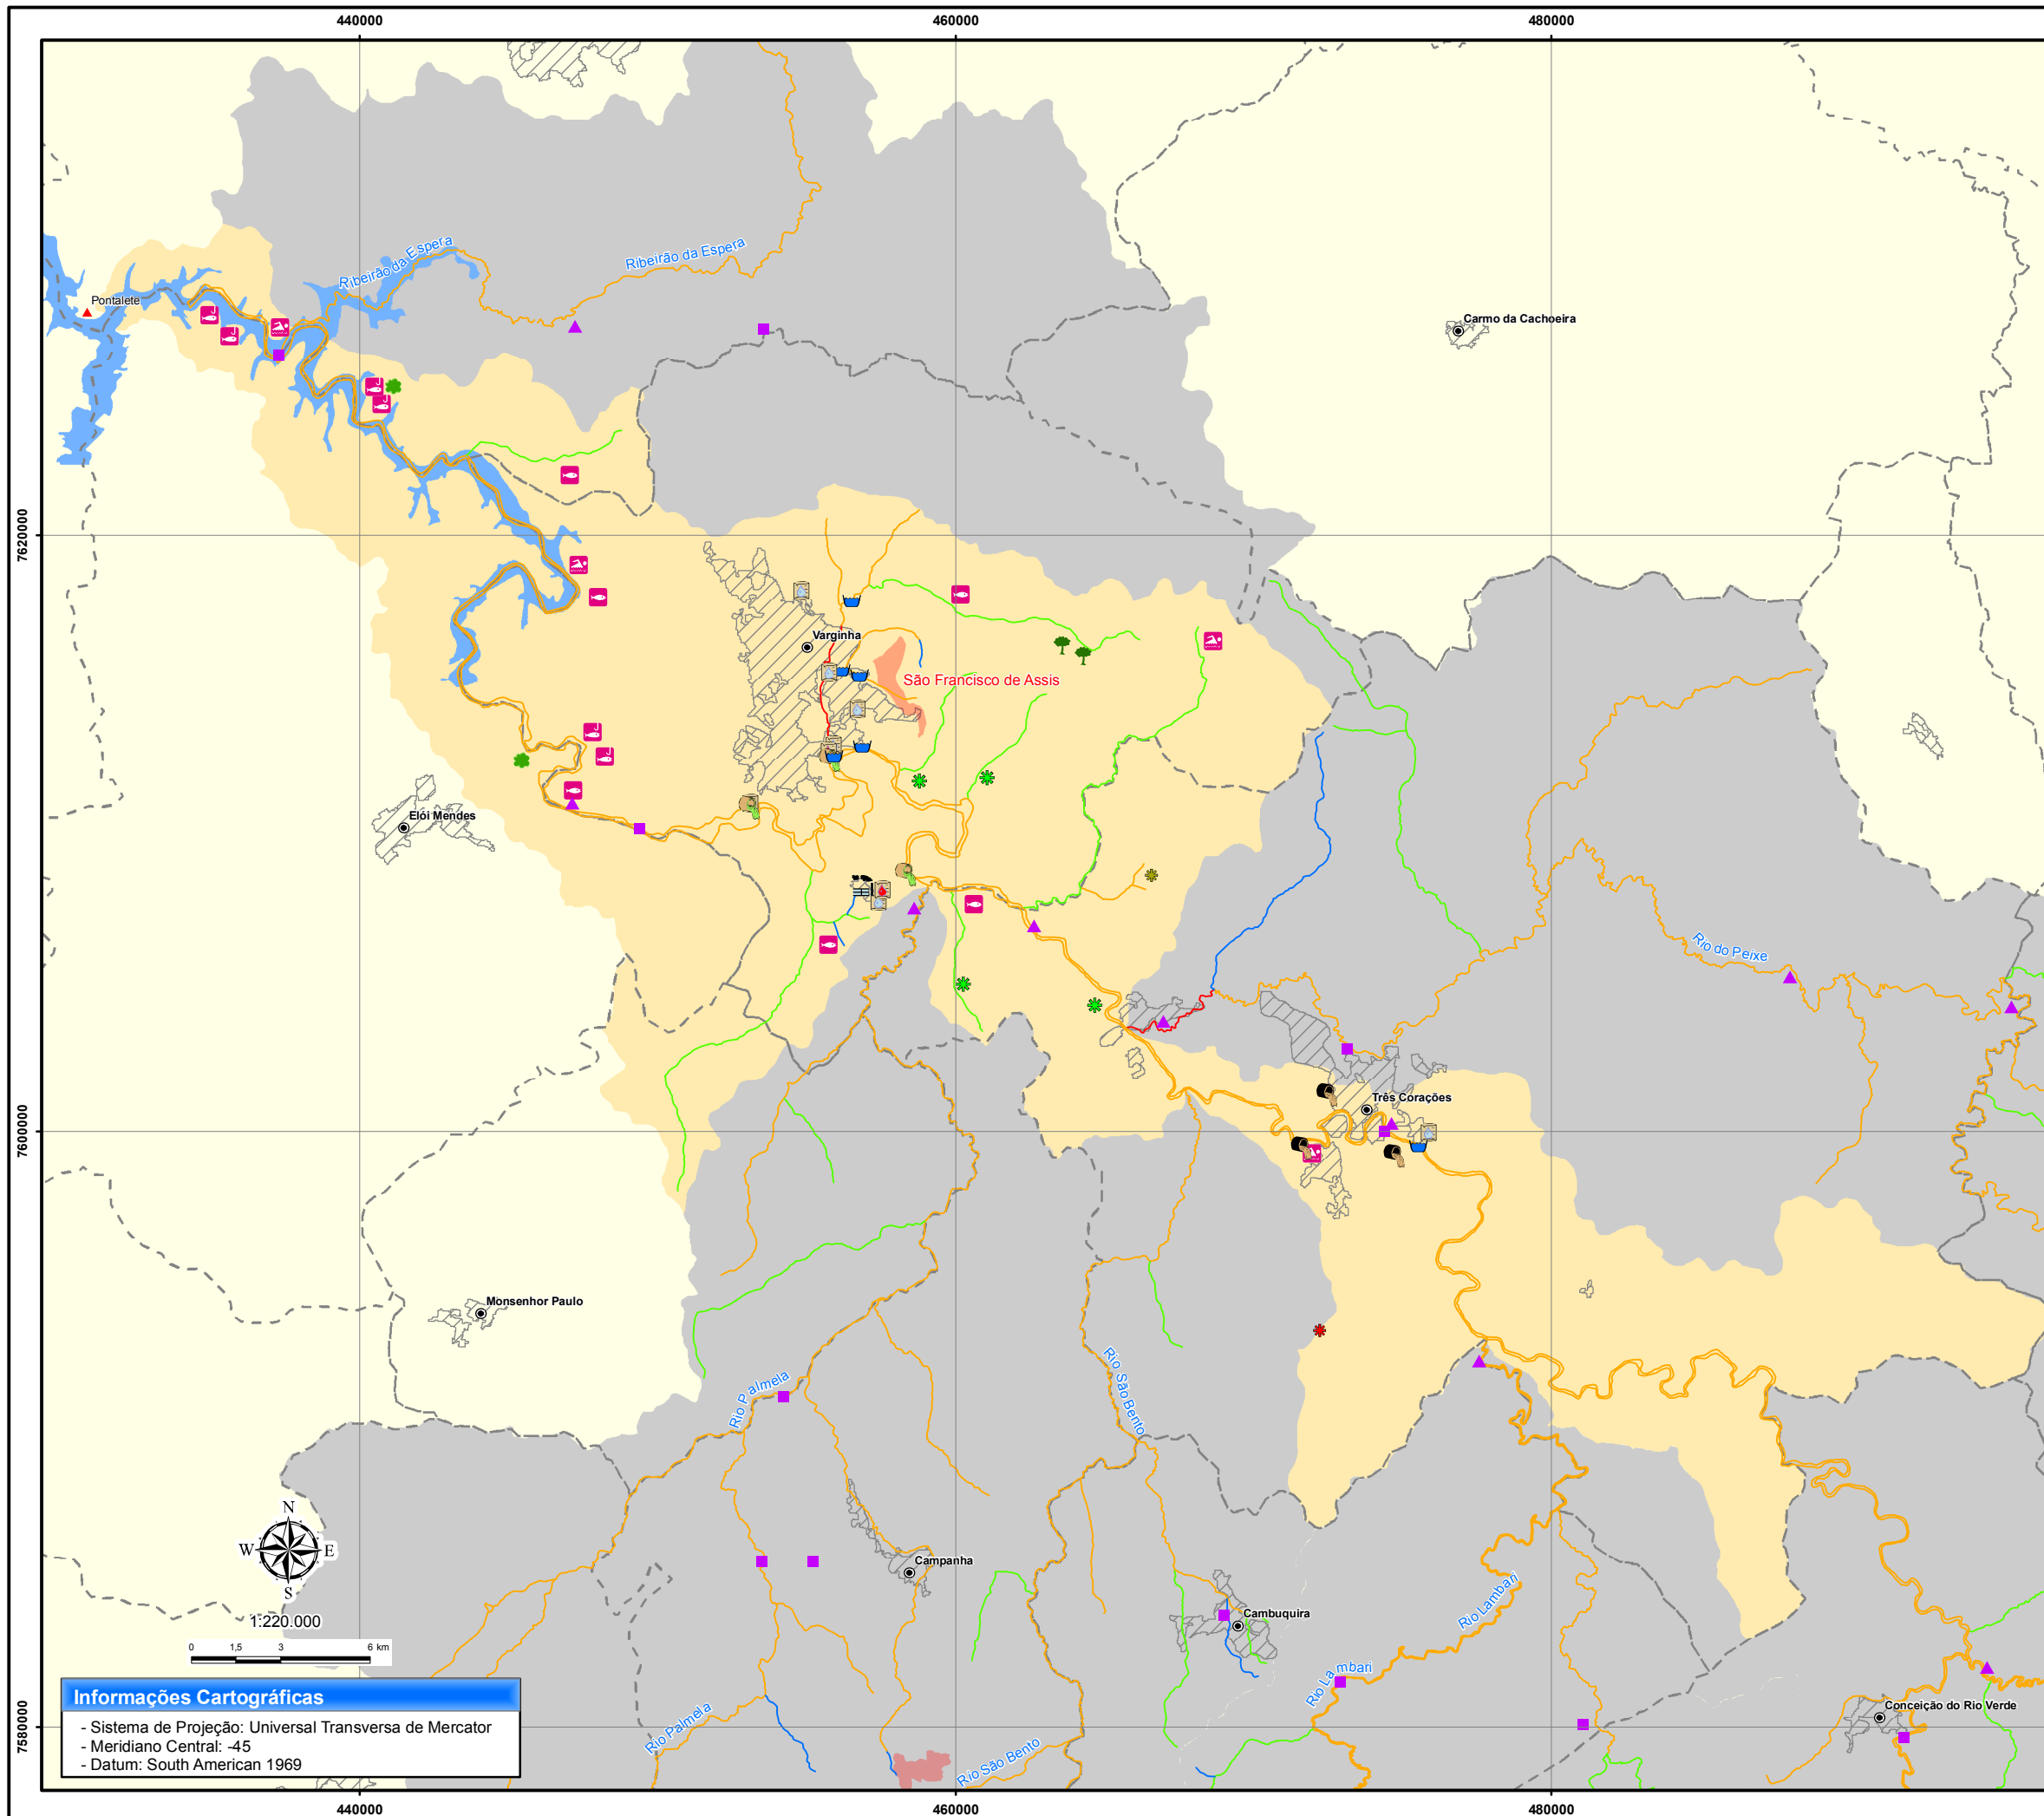 440000 460000 480000
Ribeirão da Espera
Ribeirão da Espera
Pontalete
Carmo da Cachoeira
7620000
Varginha
São Francisco de Assis
Elói Mendes
Rio do Peixe
Três Corações
7600000
Monsenhor Paulo
Rio Palmela
Rio São Bento
N
W E
S
1:220.000
0 1,5 3 6 km
Campanha
Cambuquira
Rio Lambari
Rio Lambari
Conceição do Rio Verde
Rio Palmela
Rio São Bento
7580000
Informações Cartográficas
- Sistema de Projeção: Universal Transversa de Mercator
- Meridiano Central: -45
- Datum: South American 1969
440000 460000 480000